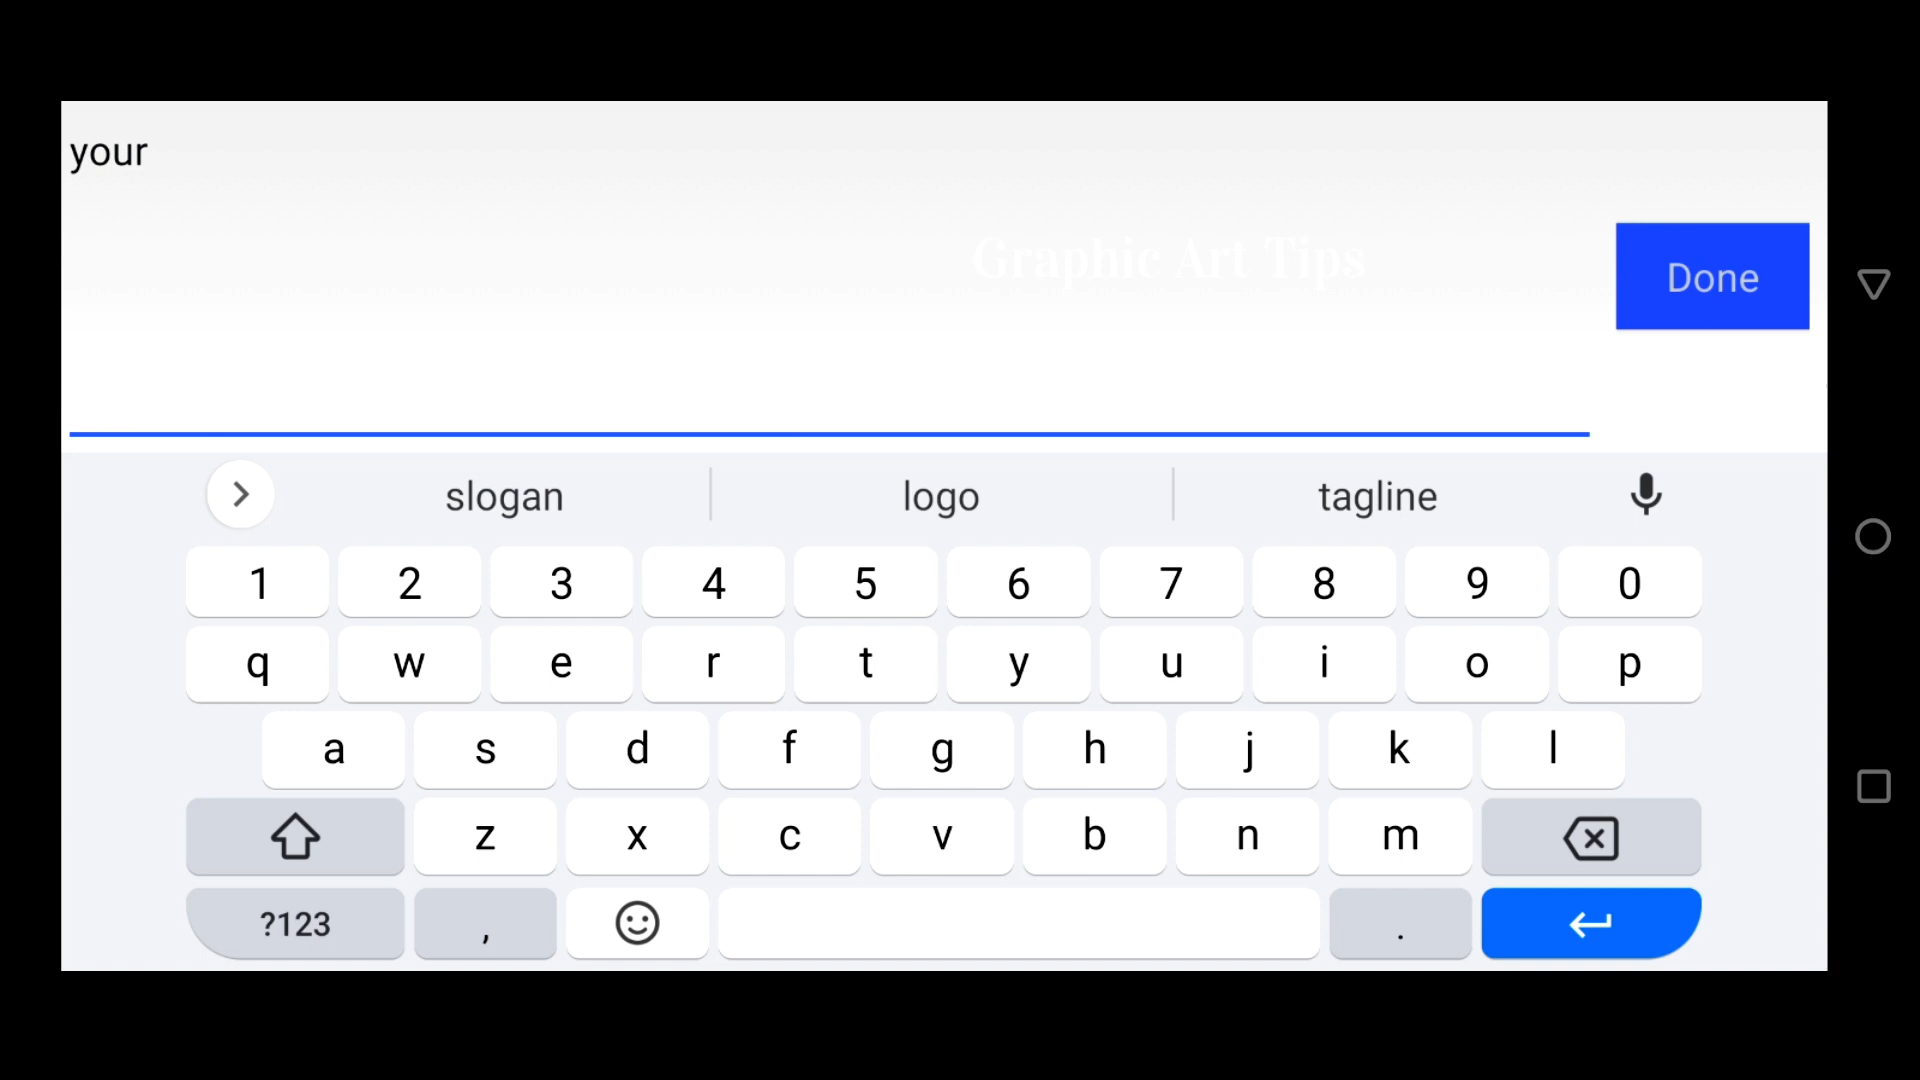 your
Graphic Art Tips
Done
slogan logo tagline
1 2 3 4 5 6 7 8 9 0
q w e r t y u i o p
a s d f g h j k l
z x c v b n m
?123 , .